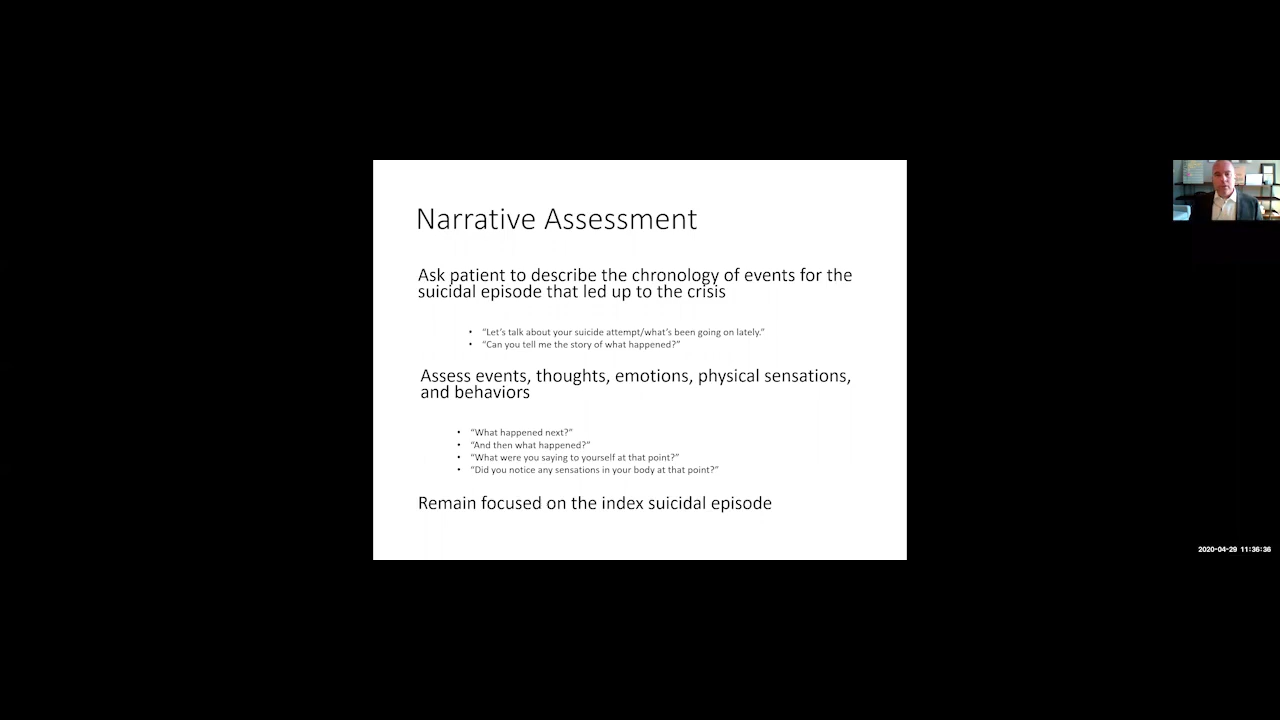 Narrative Assessment
Ask patient to describe the chronology of events for the
suicidal episode that led up to the crisis
• “Let’s talk about your suicide attempt/what’s been going on lately.”
• “Can you tell me the story of what happened?”
Assess events, thoughts, emotions, physical sensations,
and behaviors
• “What happened next?”
• “And then what happened?”
• “What were you saying to yourself at that point?”
• “Did you notice any sensations in your body at that point?”
Remain focused on the index suicidal episode
2020-04-29 11:36:36